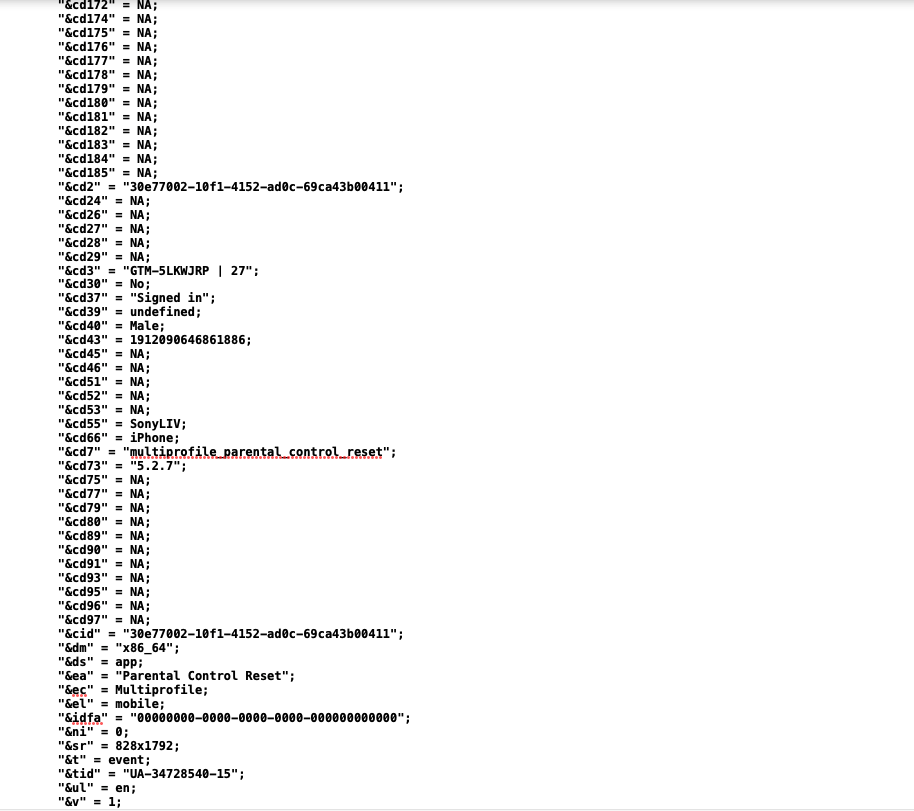 "&cd172" = NA;
"&cd174" = NA;
"&cd175" = NA;
"&cd176" = NA;
"&cd177" = NA;
"&cd178" = NA;
"&cd179" = NA;
"&cd180" = NA;
"&cd181" = NA;
"&cd182" = NA;
"&cd183" = NA;
"&cd184" = NA;
"&cd185" = NA;
"&cd2" = "30e77002-10f1-4152-ad0c-69ca43b00411";
"&cd24" = NA;
"&cd26" = NA;
"&cd27" = NA;
"&cd28" = NA;
"&cd29" = NA;
"&cd3" = "GTM-5LKWJRP | 27";
"&cd30" = No;
"&cd37" = "Signed in";
"&cd39" = undefined;
"&cd40" = Male;
"&cd43" = 1912090646861886;
"&cd45" = NA;
"&cd46" = NA;
"&cd51" = NA;
"&cd52" = NA;
"&cd53" = NA;
"&cd55" = SonyLIV;
"&cd66" = iPhone;
"&cd7" = "multiprofile_parental_control_reset";
"&cd73" = "5.2.7";
"&cd75" = NA;
"&cd77" = NA;
"&cd79" = NA;
"&cd80" = NA;
"&cd89" = NA;
"&cd90" = NA;
"&cd91" = NA;
"&cd93" = NA;
"&cd95" = NA;
"&cd96" = NA;
"&cd97" = NA;
"&cid" = "30e77002-10f1-4152-ad0c-69ca43b00411";
"&dm" = "x86_64";
"&ds" = app;
"&ea" = "Parental Control Reset";
"&ec" = Multiprofile;
"&el" = mobile;
"&idfa" = "00000000-0000-0000-0000-000000000000";
"&ni" = 0;
"&sr" = 828x1792;
"&t" = event;
"&tid" = "UA-34728540-15";
"&ul" = en;
"&v" = 1;